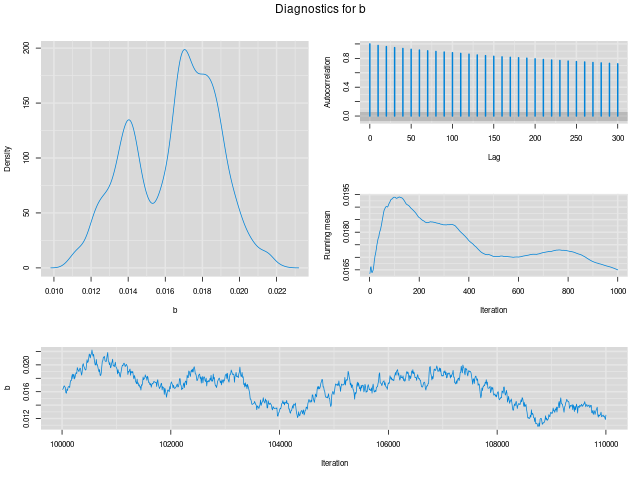 Diagnostics for b
Density
0 50 100 150 200
0.010 0.012 0.014 0.016 0.018 0.020 0.022
b
Autocorrelation
0.0 0.4 0.8
0 50 100 150 200 250 300
Lag
Running mean
0.0165 0.0180 0.0195
0 200 400 600 800 1000
Iteration
b
0.012 0.016 0.020
100000 102000 104000 106000 108000 110000
Iteration